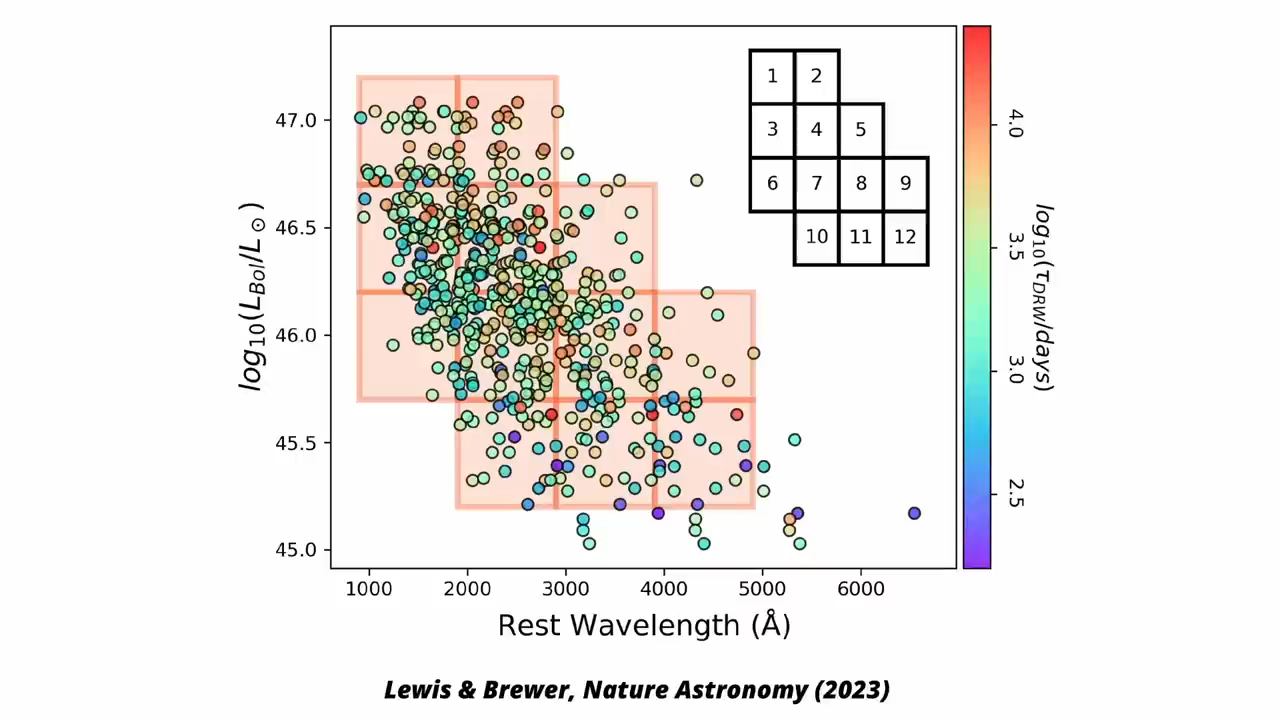 1 2
3 4 5
6 7 8 9
10 11 12
47.0
46.5
46.0
45.5
45.0
log10(LBol/L⊙)
1000 2000 3000 4000 5000 6000
Rest Wavelength (Å)
4.0
3.5
3.0
2.5
log10(τDRW/days)
Lewis & Brewer, Nature Astronomy (2023)